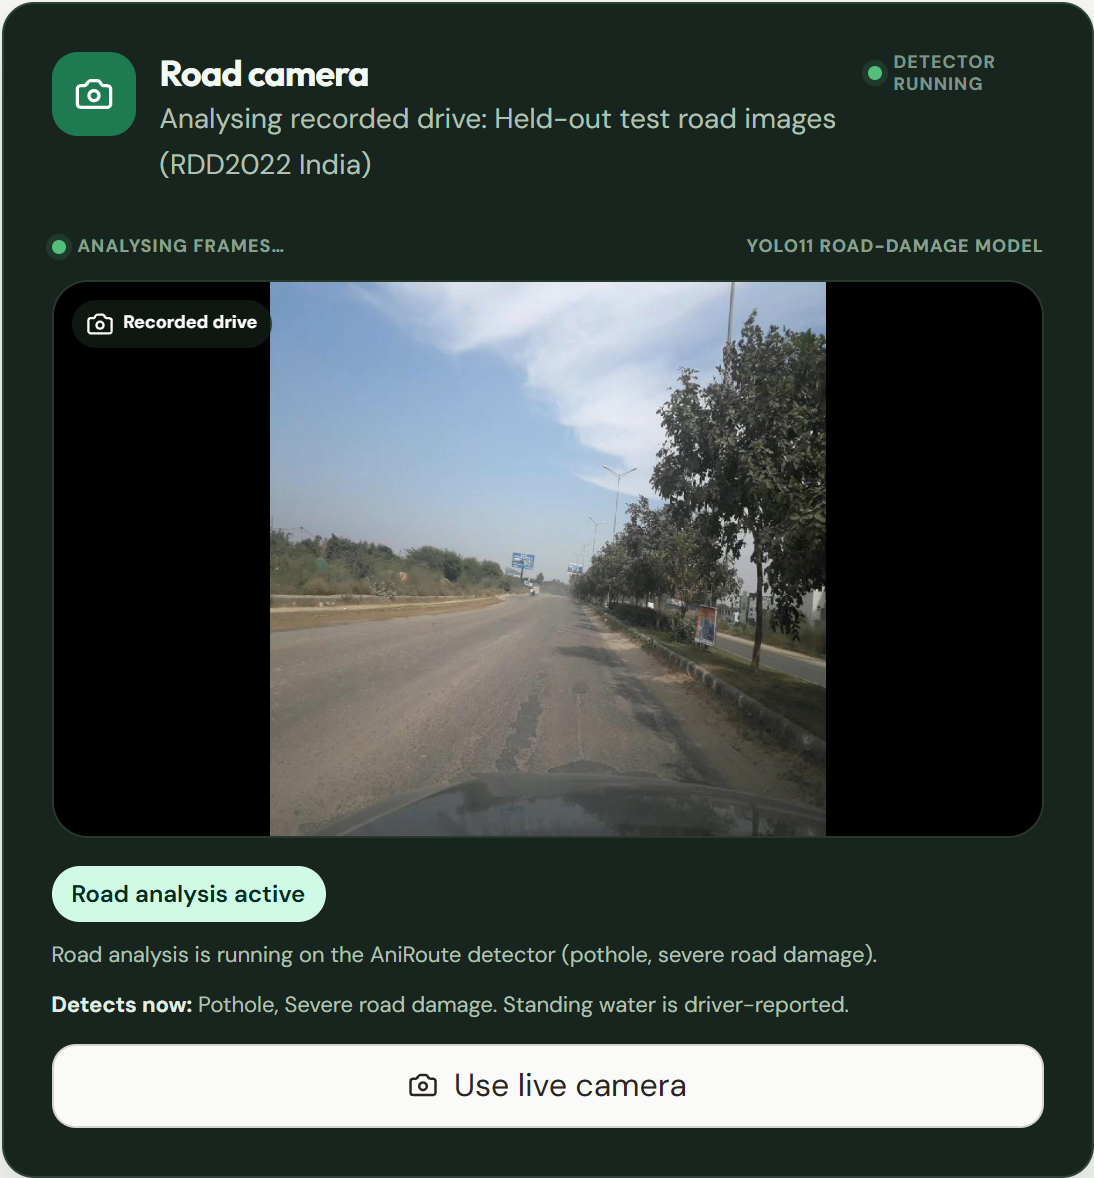 Road camera
DETECTOR
RUNNING
Analysing recorded drive: Held-out test road images
(RDD2022 India)
ANALYSING FRAMES...
YOLO11 ROAD-DAMAGE MODEL
Recorded drive
Road analysis active
Road analysis is running on the AniRoute detector (pothole, severe road damage).
Detects now: Pothole, Severe road damage. Standing water is driver-reported.
Use live camera